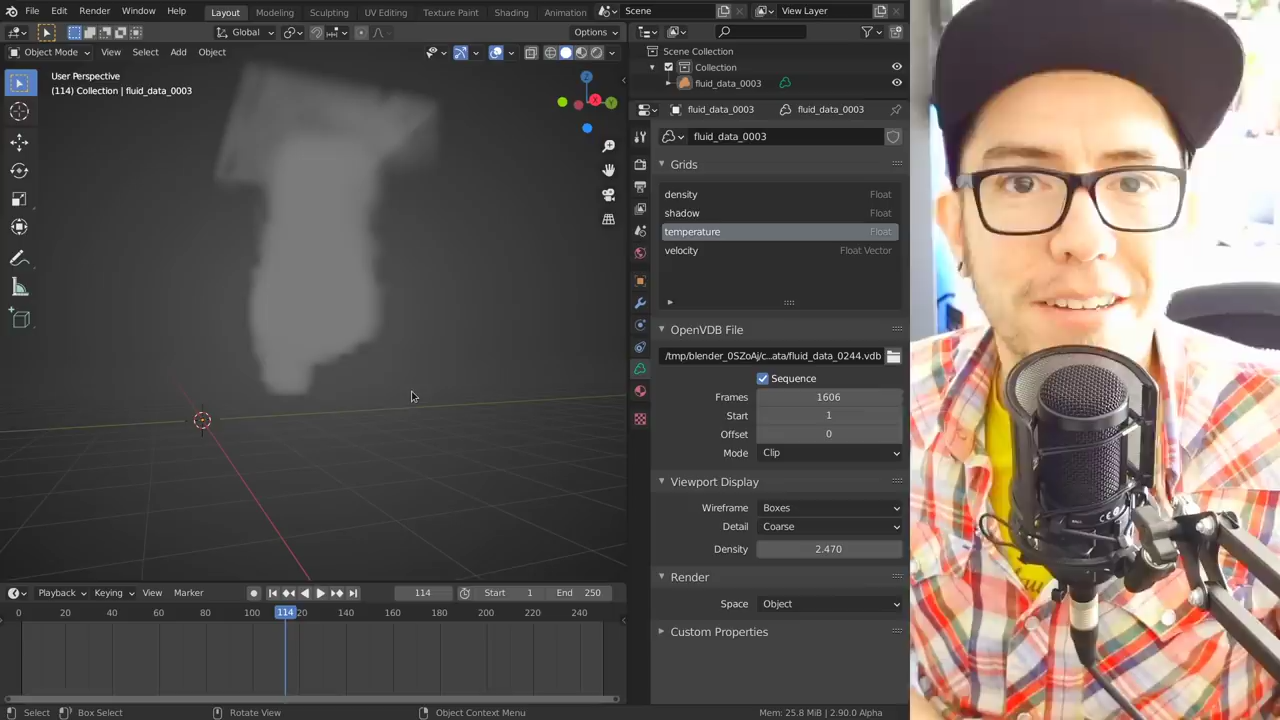 File Edit Render Window Help Layout Modeling Sculpting UV Editing Texture Paint Shading Animation Scene View Layer
Global Options
Object Mode View Select Add Object
User Perspective
(114) Collection | fluid_data_0003
Z
X
Y
Scene Collection
Collection
fluid_data_0003
fluid_data_0003 fluid_data_0003
fluid_data_0003
Grids
density Float
shadow Float
temperature Float
velocity Float Vector
OpenVDB File
/tmp/blender_0SZoAj/c...ata/fluid_data_0244.vdb
Sequence
Frames 1606
Start 1
Offset 0
Mode Clip
Viewport Display
Wireframe Boxes
Detail Coarse
Density 2.470
Render
Space Object
Custom Properties
Playback Keying View Marker 114 Start 1 End 250
0 20 40 60 80 100 114 120 140 160 180 200 220 240
Select Box Select Rotate View Object Context Menu Mem: 25.8 MiB | 2.90.0 Alpha